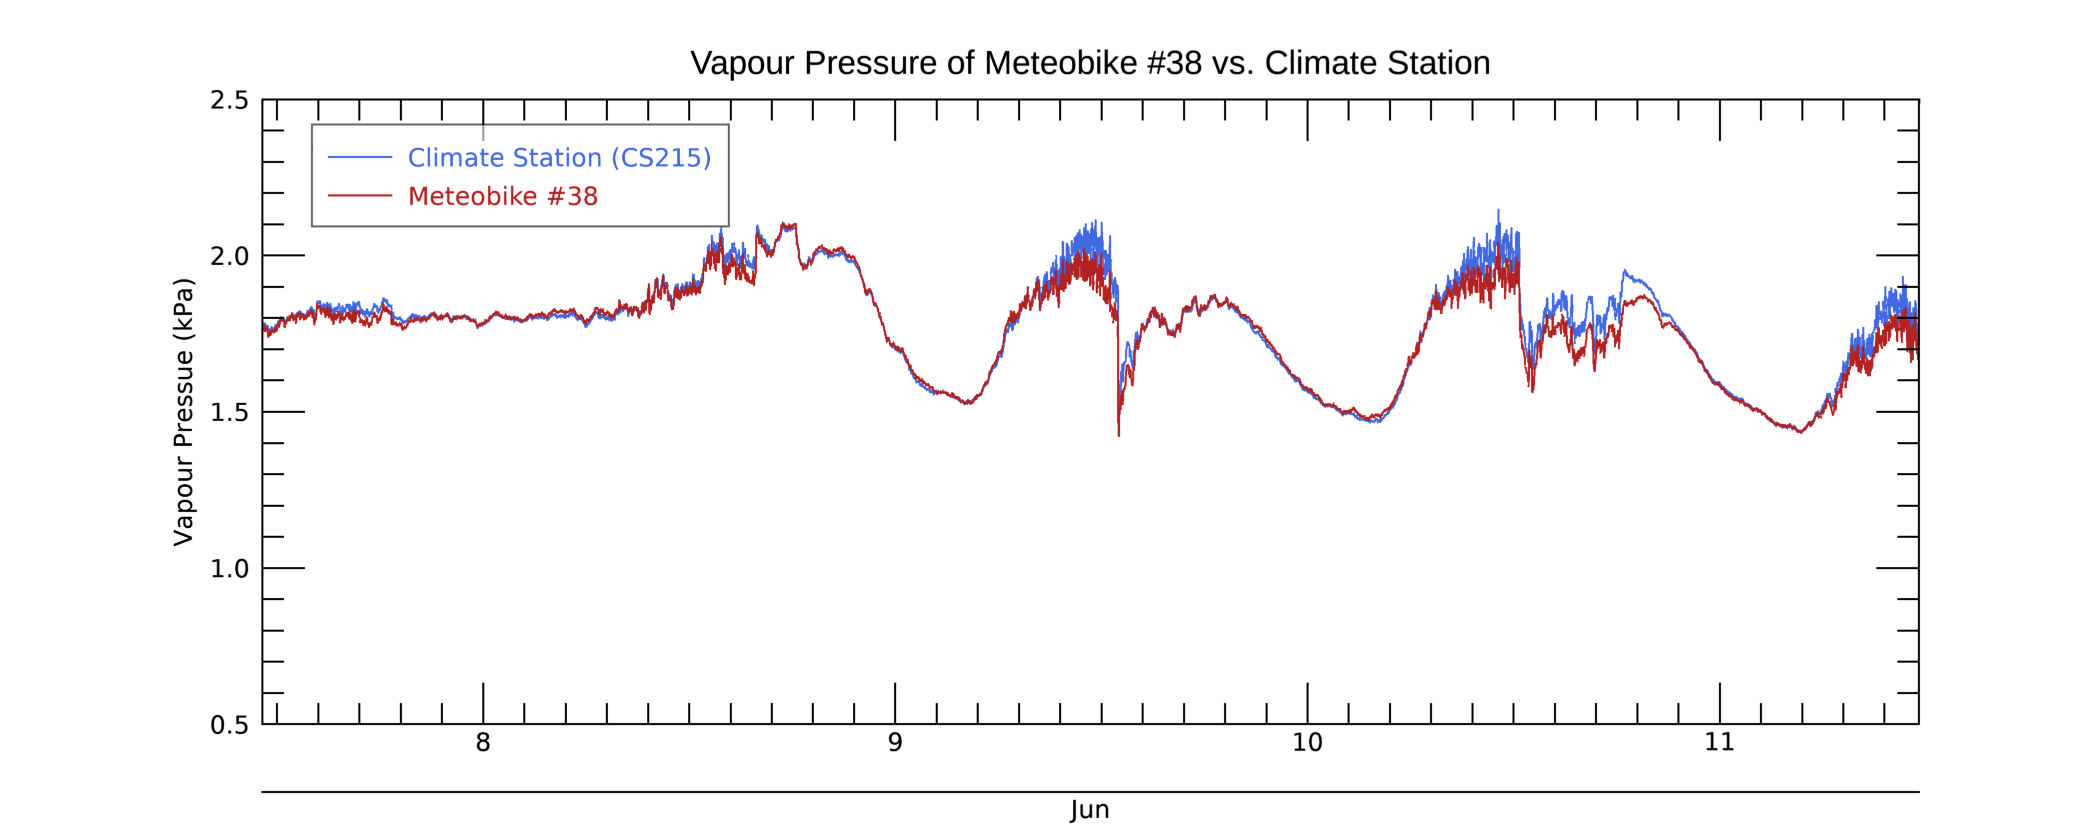 Vapour Pressure of Meteobike #38 vs. Climate Station
2.5
2.0
1.5
1.0
0.5
Vapour Pressue (kPa)
Climate Station (CS215)
Meteobike #38
8 9 10 11
Jun